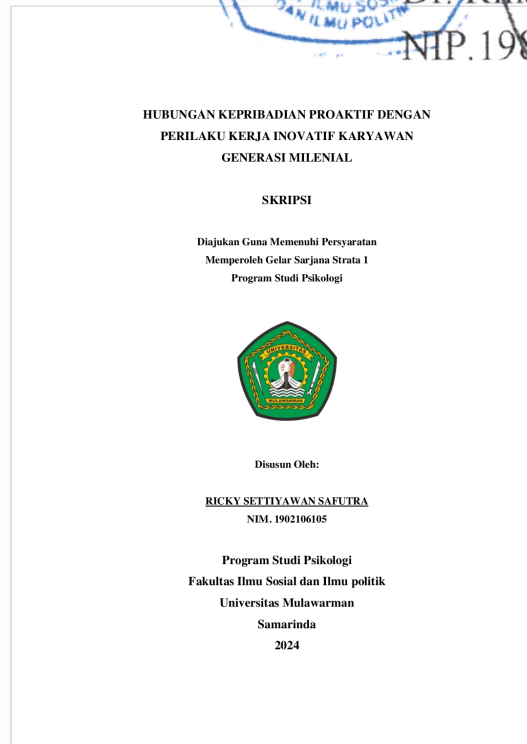 ILMU SOS
DAN ILMU POLITIK
NIP.198
HUBUNGAN KEPRIBADIAN PROAKTIF DENGAN
PERILAKU KERJA INOVATIF KARYAWAN
GENERASI MILENIAL
SKRIPSI
Diajukan Guna Memenuhi Persyaratan
Memperoleh Gelar Sarjana Strata 1
Program Studi Psikologi
UNIVERSITAS
MULAWARMAN
Disusun Oleh:
RICKY SETTIYAWAN SAFUTRA
NIM. 1902106105
Program Studi Psikologi
Fakultas Ilmu Sosial dan Ilmu politik
Universitas Mulawarman
Samarinda
2024